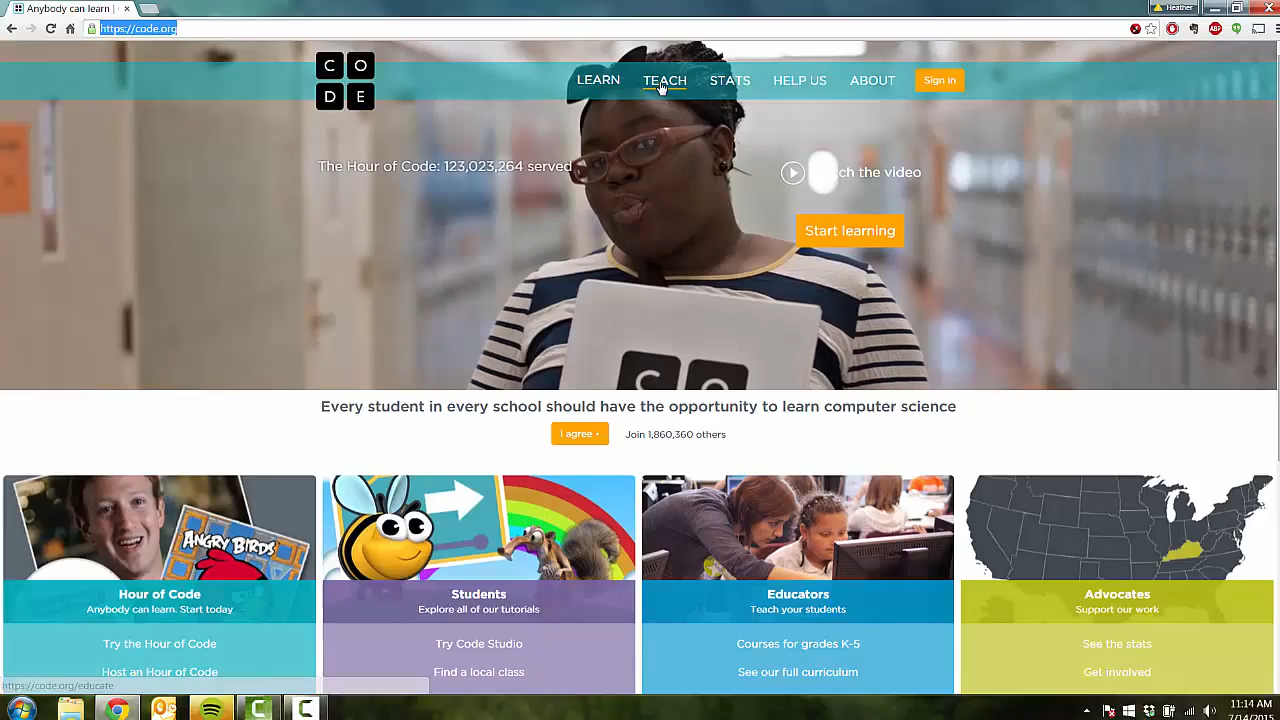 Anybody can learn |
Heather
https://code.org
ABP
C O
D E
LEARN TEACH STATS HELP US ABOUT Sign in
The Hour of Code: 123,023,264 served
ch the video
Start learning
C O
Every student in every school should have the opportunity to learn computer science
I agree
Join 1,860,360 others
ANGRY BIRDS
Hour of Code
Anybody can learn. Start today
Try the Hour of Code
Host an Hour of Code
Students
Explore all of our tutorials
Try Code Studio
Find a local class
Educators
Teach your students
Courses for grades K-5
See our full curriculum
Advocates
Support our work
See the stats
Get involved
https://code.org/educate
11:14 AM
7/14/2015